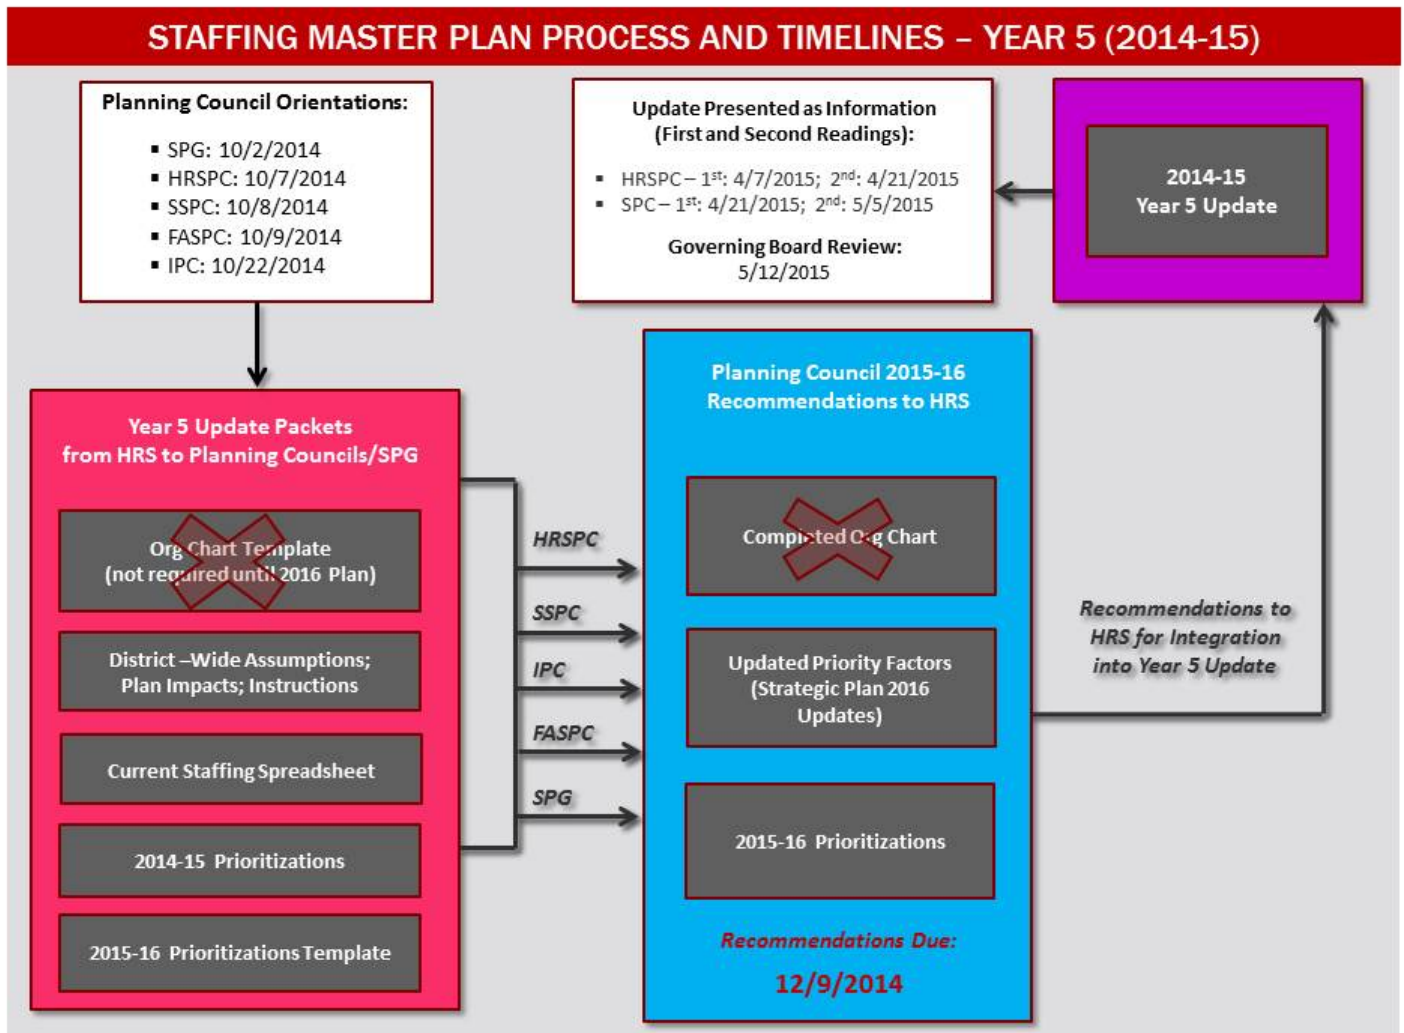 STAFFING MASTER PLAN PROCESS AND TIMELINES – YEAR 5 (2014-15)
Planning Council Orientations:
▪ SPG: 10/2/2014
▪ HRSPC: 10/7/2014
▪ SSPC: 10/8/2014
▪ FASPC: 10/9/2014
▪ IPC: 10/22/2014
Update Presented as Information
(First and Second Readings):
▪ HRSPC – 1st: 4/7/2015; 2nd: 4/21/2015
▪ SPC – 1st: 4/21/2015; 2nd: 5/5/2015
Governing Board Review:
5/12/2015
2014-15
Year 5 Update
Year 5 Update Packets
from HRS to Planning Councils/SPG
Org Chart Template
(not required until 2016 Plan)
District –Wide Assumptions;
Plan Impacts; Instructions
Current Staffing Spreadsheet
2014-15 Prioritizations
2015-16 Prioritizations Template
HRSPC
SSPC
IPC
FASPC
SPG
Planning Council 2015-16
Recommendations to HRS
Completed Org Chart
Updated Priority Factors
(Strategic Plan 2016
Updates)
2015-16 Prioritizations
Recommendations Due:
12/9/2014
Recommendations to
HRS for Integration
into Year 5 Update